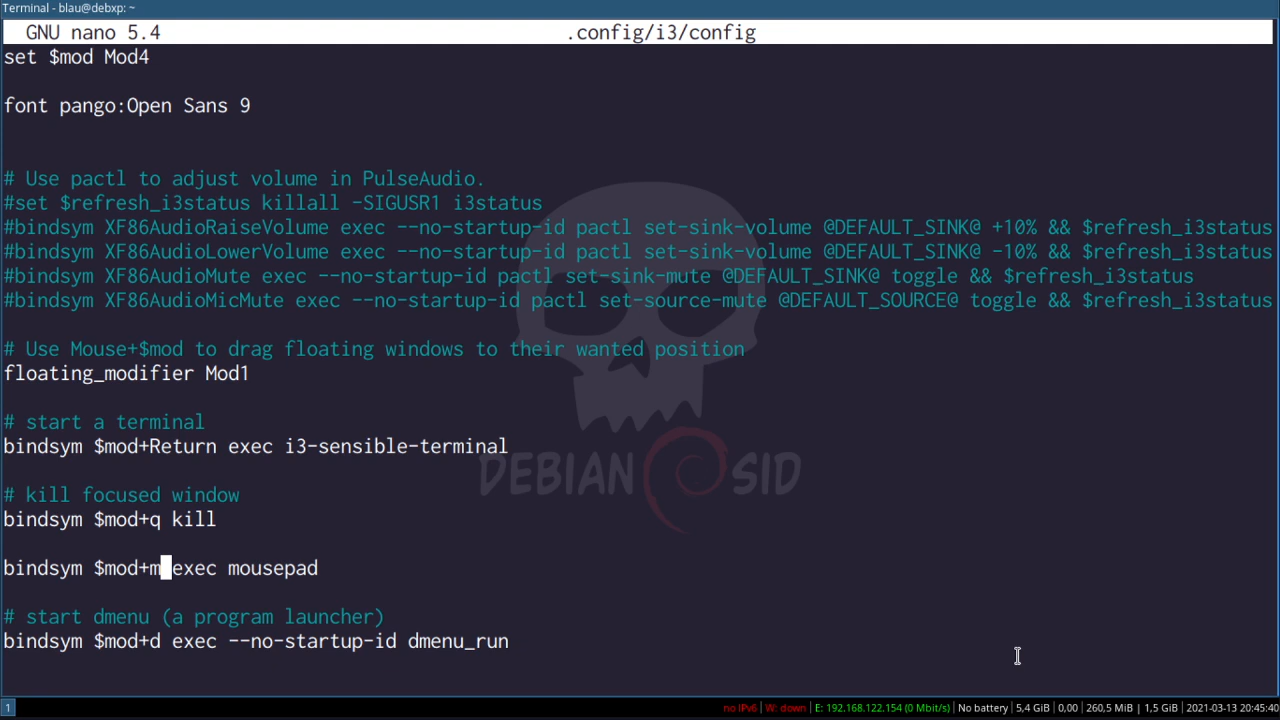 Terminal - blau@debxp: ~
GNU nano 5.4 .config/i3/config
set $mod Mod4
font pango:Open Sans 9
# Use pactl to adjust volume in PulseAudio.
#set $refresh_i3status killall -SIGUSR1 i3status
#bindsym XF86AudioRaiseVolume exec --no-startup-id pactl set-sink-volume @DEFAULT_SINK@ +10% && $refresh_i3status
#bindsym XF86AudioLowerVolume exec --no-startup-id pactl set-sink-volume @DEFAULT_SINK@ -10% && $refresh_i3status
#bindsym XF86AudioMute exec --no-startup-id pactl set-sink-mute @DEFAULT_SINK@ toggle && $refresh_i3status
#bindsym XF86AudioMicMute exec --no-startup-id pactl set-source-mute @DEFAULT_SOURCE@ toggle && $refresh_i3status
# Use Mouse+$mod to drag floating windows to their wanted position
floating_modifier Mod1
# start a terminal
bindsym $mod+Return exec i3-sensible-terminal
DEBIAN SID
# kill focused window
bindsym $mod+q kill
bindsym $mod+m exec mousepad
# start dmenu (a program launcher)
bindsym $mod+d exec --no-startup-id dmenu_run
1 no IPv6 | W: down | E: 192.168.122.154 (0 Mbit/s) | No battery | 5,4 GiB | 0,00 | 260,5 MiB | 1,5 GiB | 2021-03-13 20:45:40